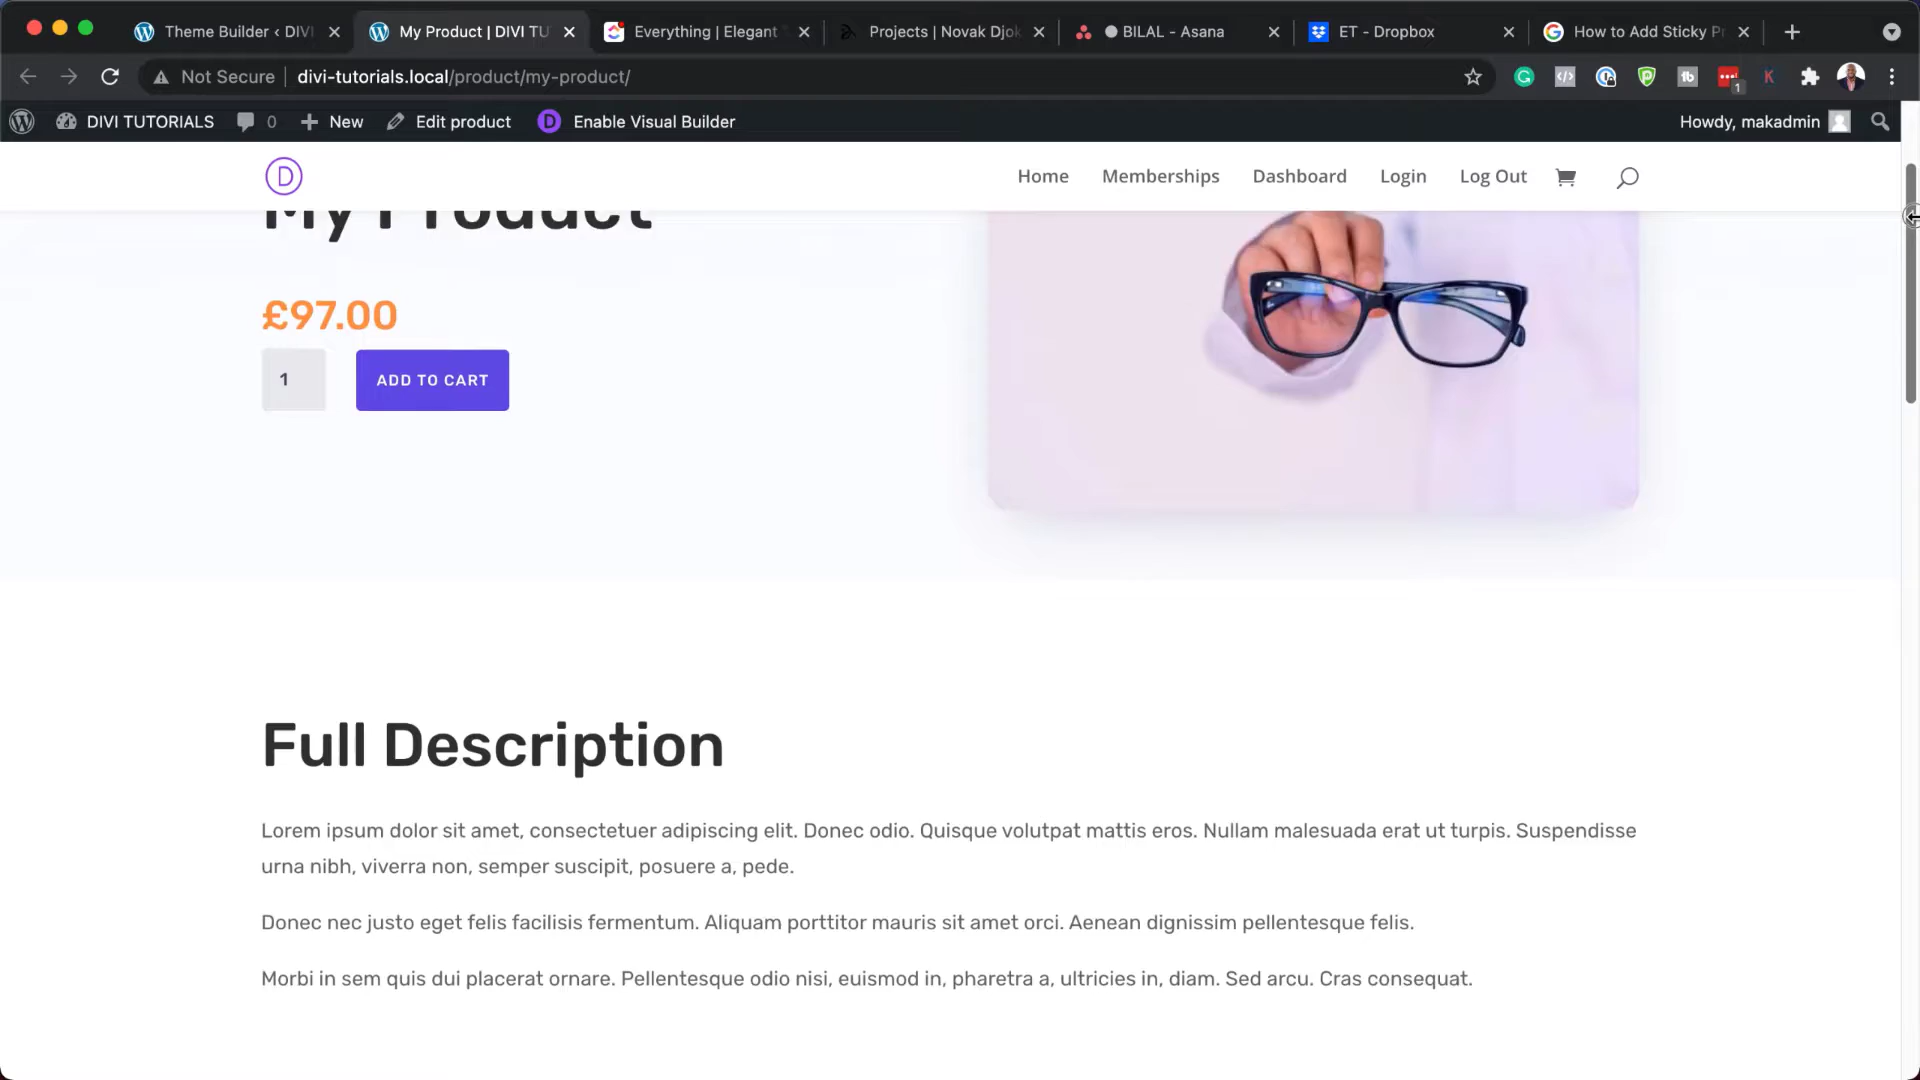 Theme Builder ‹ DIVI
My Product | DIVI TU
Everything | Elegant
Projects | Novak Djok
BILAL - Asana
ET - Dropbox
How to Add Sticky Pr
Not Secure
divi-tutorials.local/product/my-product/
1
DIVI TUTORIALS
0
New
Edit product
Enable Visual Builder
Howdy, makadmin
D
Home
Memberships
Dashboard
Login
Log Out
My Product
£97.00
1
ADD TO CART
Full Description
Lorem ipsum dolor sit amet, consectetuer adipiscing elit. Donec odio. Quisque volutpat mattis eros. Nullam malesuada erat ut turpis. Suspendisse
urna nibh, viverra non, semper suscipit, posuere a, pede.
Donec nec justo eget felis facilisis fermentum. Aliquam porttitor mauris sit amet orci. Aenean dignissim pellentesque felis.
Morbi in sem quis dui placerat ornare. Pellentesque odio nisi, euismod in, pharetra a, ultricies in, diam. Sed arcu. Cras consequat.